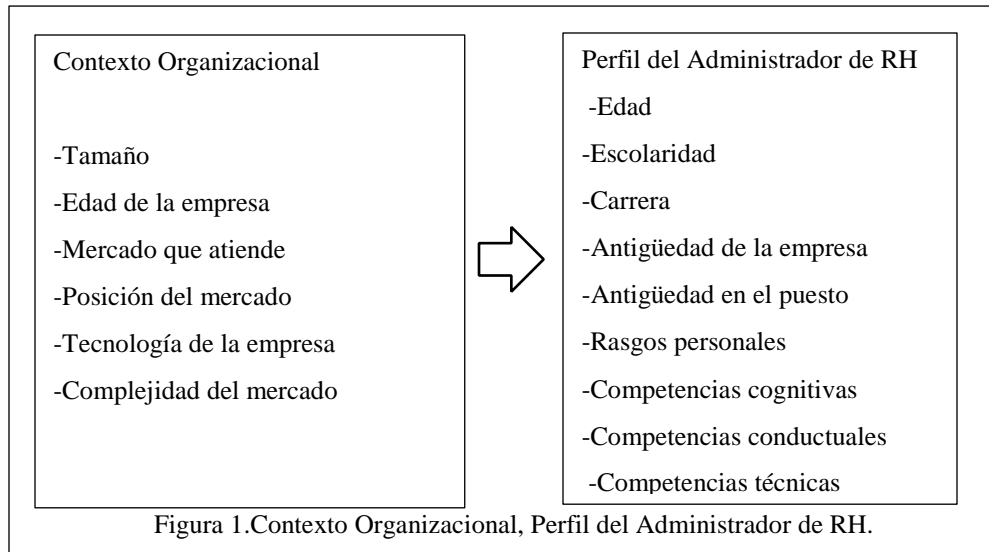 Contexto Organizacional
-Tamaño
-Edad de la empresa
-Mercado que atiende
-Posición del mercado
-Tecnología de la empresa
-Complejidad del mercado
Perfil del Administrador de RH
-Edad
-Escolaridad
-Carrera
-Antigüedad de la empresa
-Antigüedad en el puesto
-Rasgos personales
-Competencias cognitivas
-Competencias conductuales
-Competencias técnicas
Figura 1.Contexto Organizacional, Perfil del Administrador de RH.